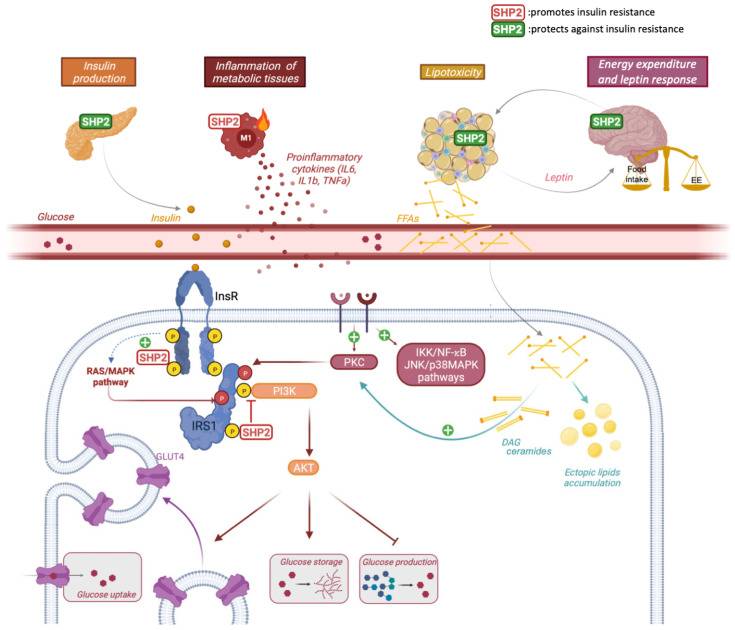 SHP2 :promotes insulin resistance
SHP2 :protects against insulin resistance
Insulin
production
Inflammation of
metabolic tissues
Lipotoxicity
Energy expenditure
and leptin response
SHP2
SHP2
M1
SHP2
SHP2
Proinflammatory
cytokines (IL6,
IL1b, TNFa)
Leptin
Food
intake
EE
Glucose
Insulin
FFAs
InsR
P
P
SHP2
P
P
RAS/MAPK
pathway
PKC
IKK/NF-κB
JNK/p38MAPK
pathways
P
P
PI3K
P
IRS1
P
SHP2
DAG
ceramides
Ectopic lipids
accumulation
GLUT4
AKT
Glucose uptake
Glucose storage
Glucose production